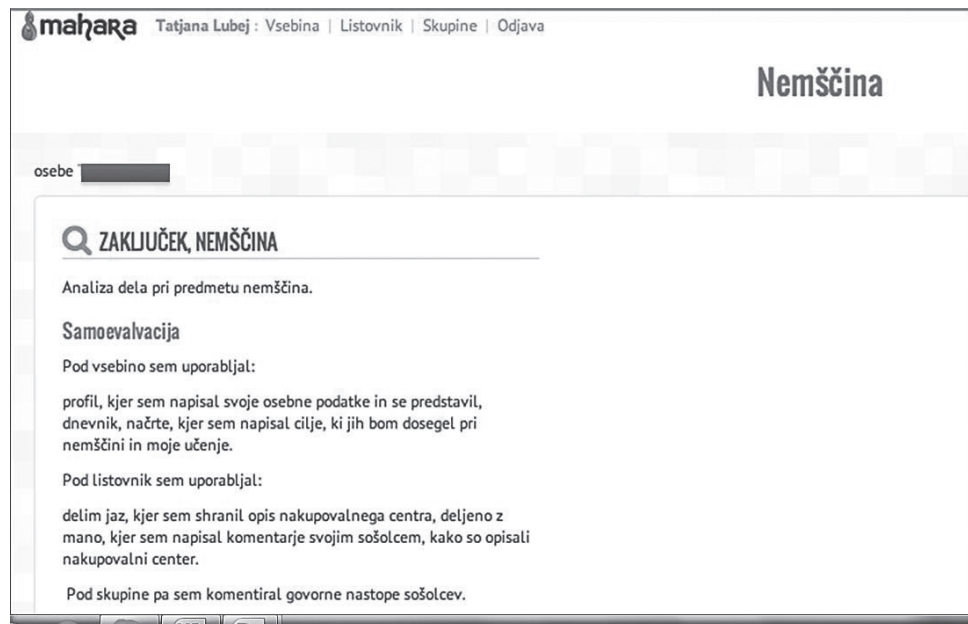 mahaRa Tatjana Lubej : Vsebina | Listovnik | Skupine | Odjava
Nemščina
osebe
ZAKLJUČEK, NEMŠČINA
Analiza dela pri predmetu nemščina.
Samoevalvacija
Pod vsebino sem uporabljal:
profil, kjer sem napisal svoje osebne podatke in se predstavil,
dnevnik, načrte, kjer sem napisal cilje, ki jih bom dosegel pri
nemščini in moje učenje.
Pod listovnik sem uporabljal:
delim jaz, kjer sem shranil opis nakupovalnega centra, deljeno z
mano, kjer sem napisal komentarje svojim sošolcem, kako so opisali
nakupovalni center.
Pod skupine pa sem komentiral govorne nastope sošolcev.